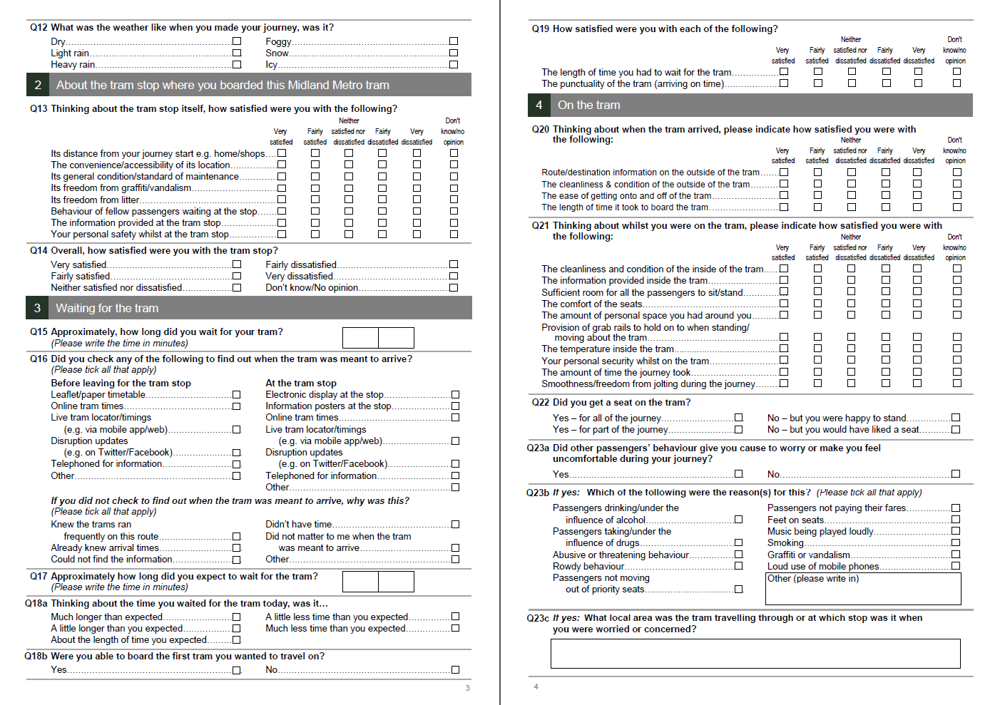 Q12 What was the weather like when you made your journey, was it?
Dry
Foggy
Light rain
Snow
Heavy rain
Icy
2 About the tram stop where you boarded this Midland Metro tram
Q13 Thinking about the tram stop itself, how satisfied were you with the following?
Very satisfied
Fairly satisfied
Neither satisfied nor dissatisfied
Fairly dissatisfied
Very dissatisfied
Don't know/no opinion
Its distance from your journey start e.g. home/shops
The convenience/accessibility of its location
Its general condition/standard of maintenance
Its freedom from graffiti/vandalism
Its freedom from litter
Behaviour of fellow passengers waiting at the stop
The information provided at the tram stop
Your personal safety whilst at the tram stop
Q14 Overall, how satisfied were you with the tram stop?
Very satisfied
Fairly dissatisfied
Fairly satisfied
Very dissatisfied
Neither satisfied nor dissatisfied
Don't know/No opinion
3 Waiting for the tram
Q15 Approximately, how long did you wait for your tram?
(Please write the time in minutes)
Q16 Did you check any of the following to find out when the tram was meant to arrive?
(Please tick all that apply)
Before leaving for the tram stop
Leaflet/paper timetable
Online tram times
Live tram locator/timings
(e.g. via mobile app/web)
Disruption updates
(e.g. on Twitter/Facebook)
Telephoned for information
Other
At the tram stop
Electronic display at the stop
Information posters at the stop
Online tram times
Live tram locator/timings
(e.g. via mobile app/web)
Disruption updates
(e.g. on Twitter/Facebook)
Telephoned for information
Other
If you did not check to find out when the tram was meant to arrive, why was this?
(Please tick all that apply)
Knew the trams ran
frequently on this route
Already knew arrival times
Could not find the information
Didn't have time
Did not matter to me when the tram
was meant to arrive
Other
Q17 Approximately how long did you expect to wait for the tram?
(Please write the time in minutes)
Q18a Thinking about the time you waited for the tram today, was it…
Much longer than expected
A little less time than you expected
A little longer than you expected
Much less time than you expected
About the length of time you expected
Q18b Were you able to board the first tram you wanted to travel on?
Yes
No
3
Q19 How satisfied were you with each of the following?
Very satisfied
Fairly satisfied
Neither satisfied nor dissatisfied
Fairly dissatisfied
Very dissatisfied
Don't know/no opinion
The length of time you had to wait for the tram
The punctuality of the tram (arriving on time)
4 On the tram
Q20 Thinking about when the tram arrived, please indicate how satisfied you were with
the following:
Very satisfied
Fairly satisfied
Neither satisfied nor dissatisfied
Fairly dissatisfied
Very dissatisfied
Don't know/no opinion
Route/destination information on the outside of the tram
The cleanliness & condition of the outside of the tram
The ease of getting onto and off of the tram
The length of time it took to board the tram
Q21 Thinking about whilst you were on the tram, please indicate how satisfied you were with
the following:
Very satisfied
Fairly satisfied
Neither satisfied nor dissatisfied
Fairly dissatisfied
Very dissatisfied
Don't know/no opinion
The cleanliness and condition of the inside of the tram
The information provided inside the tram
Sufficient room for all the passengers to sit/stand
The comfort of the seats
The amount of personal space you had around you
Provision of grab rails to hold on to when standing/
moving about the tram
The temperature inside the tram
Your personal security whilst on the tram
The amount of time the journey took
Smoothness/freedom from jolting during the journey
Q22 Did you get a seat on the tram?
Yes – for all of the journey
No – but you were happy to stand
Yes – for part of the journey
No – but you would have liked a seat
Q23a Did other passengers' behaviour give you cause to worry or make you feel
uncomfortable during your journey?
Yes
No
Q23b If yes: Which of the following were the reason(s) for this? (Please tick all that apply)
Passengers drinking/under the
influence of alcohol
Passengers taking/under the
influence of drugs
Abusive or threatening behaviour
Rowdy behaviour
Passengers not moving
out of priority seats
Passengers not paying their fares
Feet on seats
Music being played loudly
Smoking
Graffiti or vandalism
Loud use of mobile phones
Other (please write in)
Q23c If yes: What local area was the tram travelling through or at which stop was it when
you were worried or concerned?
4